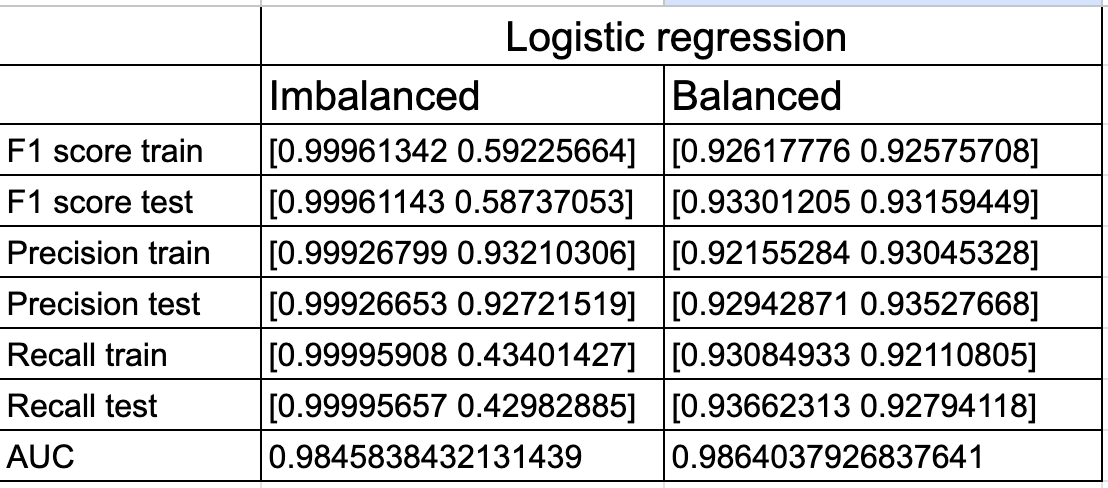 Logistic regression
Imbalanced Balanced
F1 score train [0.99961342 0.59225664] [0.92617776 0.92575708]
F1 score test [0.99961143 0.58737053] [0.93301205 0.93159449]
Precision train [0.99926799 0.93210306] [0.92155284 0.93045328]
Precision test [0.99926653 0.92721519] [0.92942871 0.93527668]
Recall train [0.99995908 0.43401427] [0.93084933 0.92110805]
Recall test [0.99995657 0.42982885] [0.93662313 0.92794118]
AUC 0.9845838432131439 0.9864037926837641